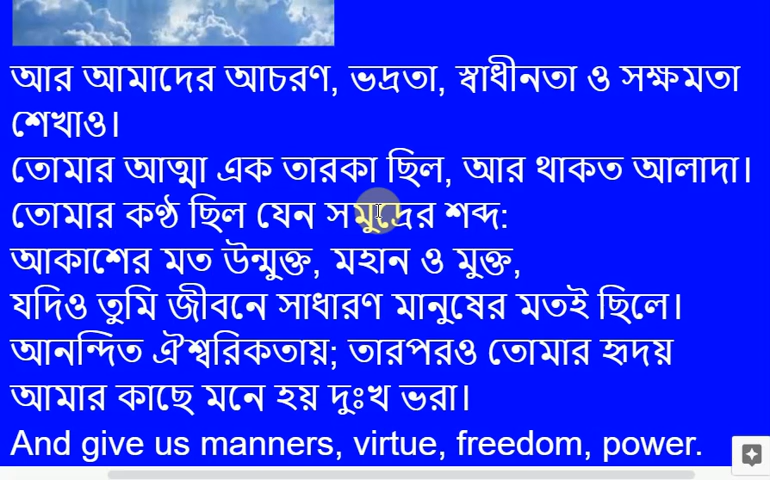 আর আমাদের আচরণ, ভদ্রতা, স্বাধীনতা ও সক্ষমতা
শেখাও।
তোমার আত্মা এক তারকা ছিল, আর থাকত আলাদা।
তোমার কণ্ঠ ছিল যেন সমুদ্রের শব্দ:
আকাশের মত উন্মুক্ত, মহান ও মুক্ত,
যদিও তুমি জীবনে সাধারণ মানুষের মতই ছিলে।
আনন্দিত ঐশ্বরিকতায়; তারপরও তোমার হৃদয়
আমার কাছে মনে হয় দুঃখ ভরা।
And give us manners, virtue, freedom, power.